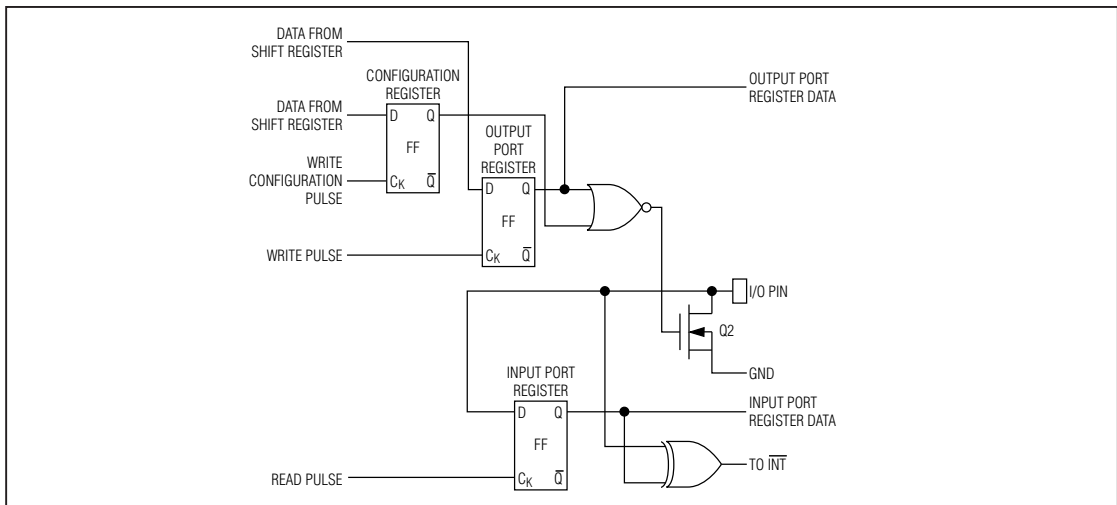 DATA FROM
SHIFT REGISTER
CONFIGURATION
REGISTER
DATA FROM
SHIFT REGISTER
D Q
FF
CK Q̅
WRITE
CONFIGURATION
PULSE
OUTPUT
PORT
REGISTER
D Q
FF
CK Q̅
WRITE PULSE
OUTPUT PORT
REGISTER DATA
I/O PIN
Q2
GND
INPUT PORT
REGISTER
D Q
FF
CK Q̅
INPUT PORT
REGISTER DATA
TO I̅N̅T̅
READ PULSE